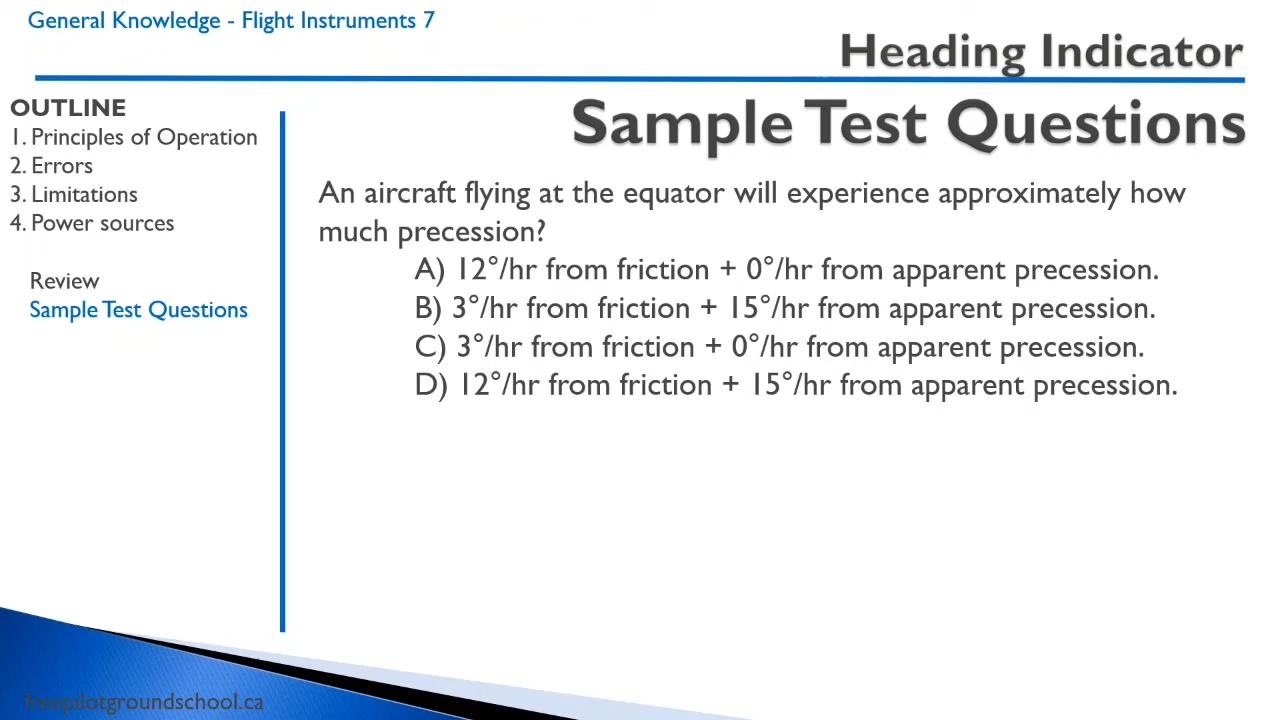 General Knowledge - Flight Instruments 7
Heading Indicator
Sample Test Questions
OUTLINE
1. Principles of Operation
2. Errors
3. Limitations
4. Power sources
Review
Sample Test Questions
An aircraft flying at the equator will experience approximately how
much precession?
A) 12°/hr from friction + 0°/hr from apparent precession.
B) 3°/hr from friction + 15°/hr from apparent precession.
C) 3°/hr from friction + 0°/hr from apparent precession.
D) 12°/hr from friction + 15°/hr from apparent precession.
freepilotgroundschool.ca